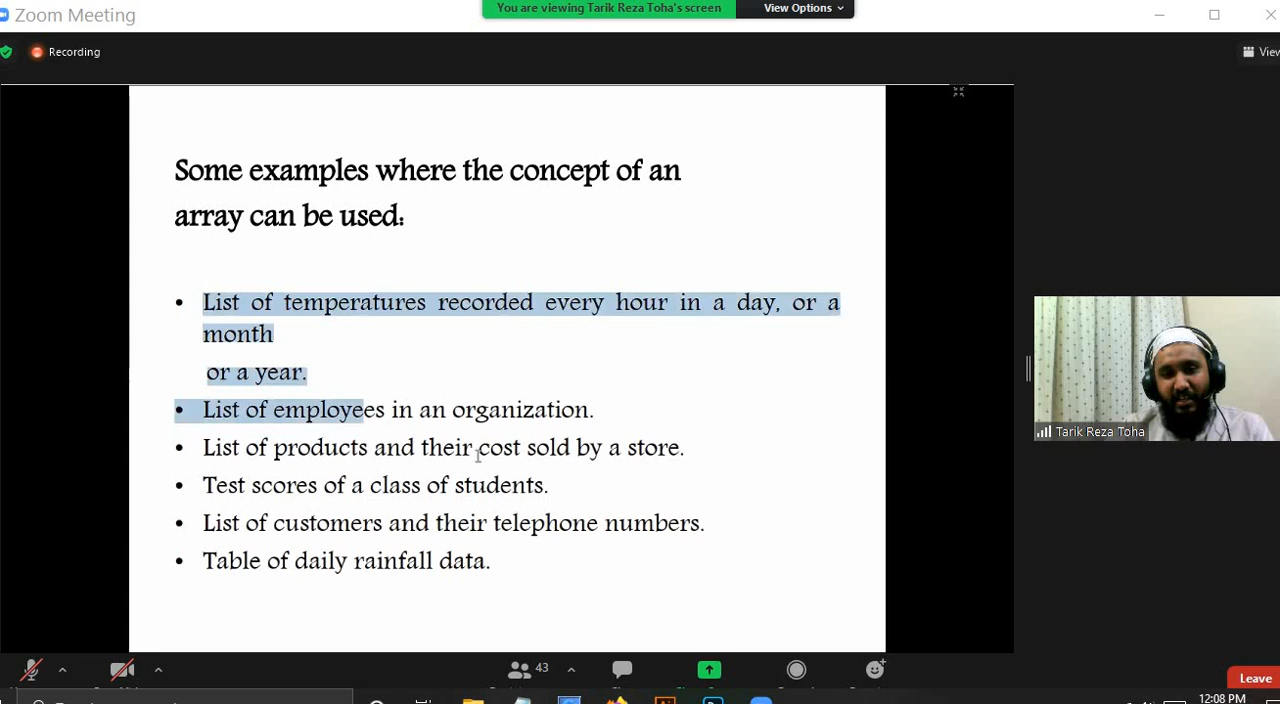 Zoom Meeting
You are viewing Tarik Reza Toha's screen
View Options
Recording
View
Some examples where the concept of an
array can be used:
• List of temperatures recorded every hour in a day, or a
month
or a year.
• List of employees in an organization.
• List of products and their cost sold by a store.
• Test scores of a class of students.
• List of customers and their telephone numbers.
• Table of daily rainfall data.
Tarik Reza Toha
43
Leave
12:08 PM